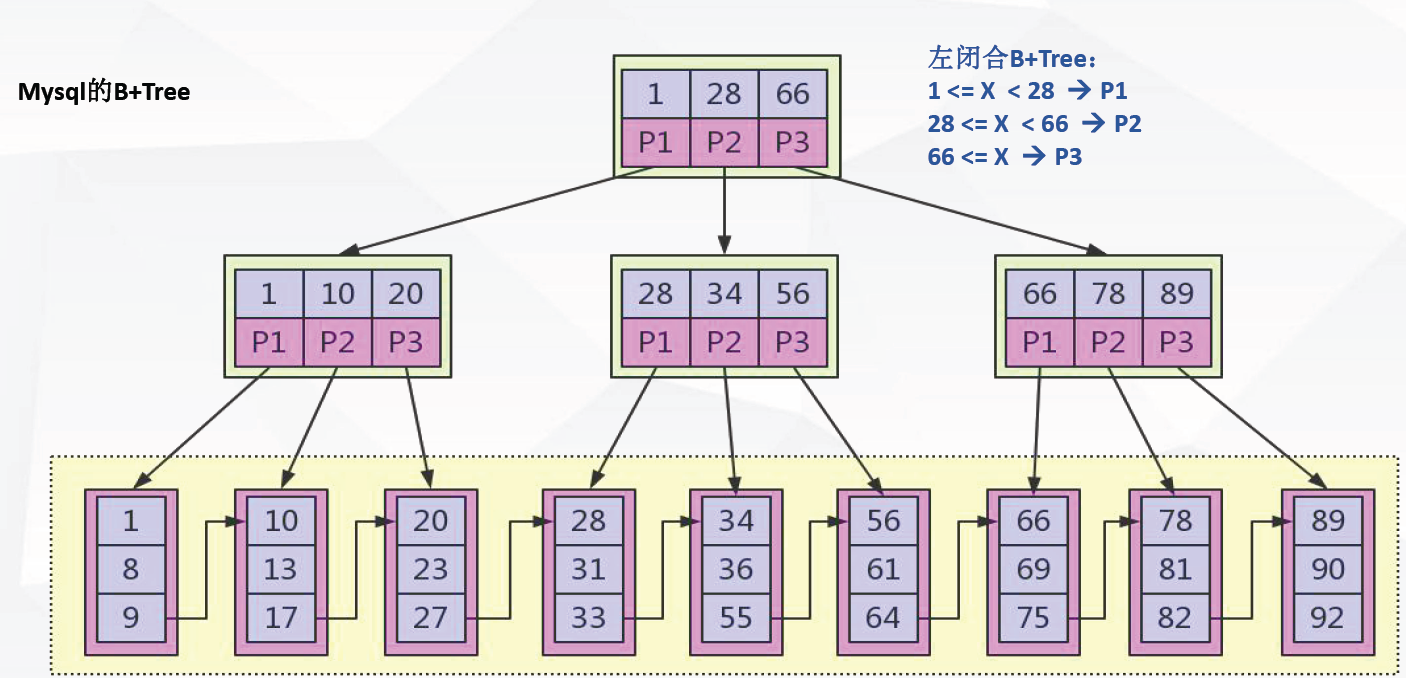 Mysql的B+Tree
左闭合B+Tree：
1 <= X < 28 → P1
28 <= X < 66 → P2
66 <= X → P3
1 28 66
P1 P2 P3
1 10 20
P1 P2 P3
28 34 56
P1 P2 P3
66 78 89
P1 P2 P3
1 10 20 28 34 56 66 78 89
8 13 23 31 36 61 69 81 90
9 17 27 33 55 64 75 82 92